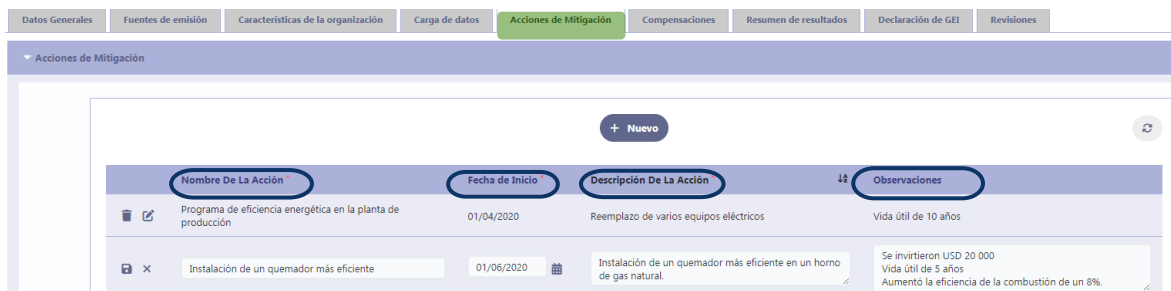 Datos Generales Fuentes de emisión Características de la organización Carga de datos Acciones de Mitigación Compensaciones Resumen de resultados Declaración de GEI Revisiones
Acciones de Mitigación
+ Nuevo
Nombre De La Acción * Fecha de Inicio * Descripción De La Acción * Observaciones
Programa de eficiencia energética en la planta de
producción
01/04/2020
Reemplazo de varios equipos eléctricos
Vida útil de 10 años
Instalación de un quemador más eficiente
01/06/2020
Instalación de un quemador más eficiente en un horno
de gas natural.
Se invirtieron USD 20 000
Vida útil de 5 años
Aumentó la eficiencia de la combustión de un 8%.